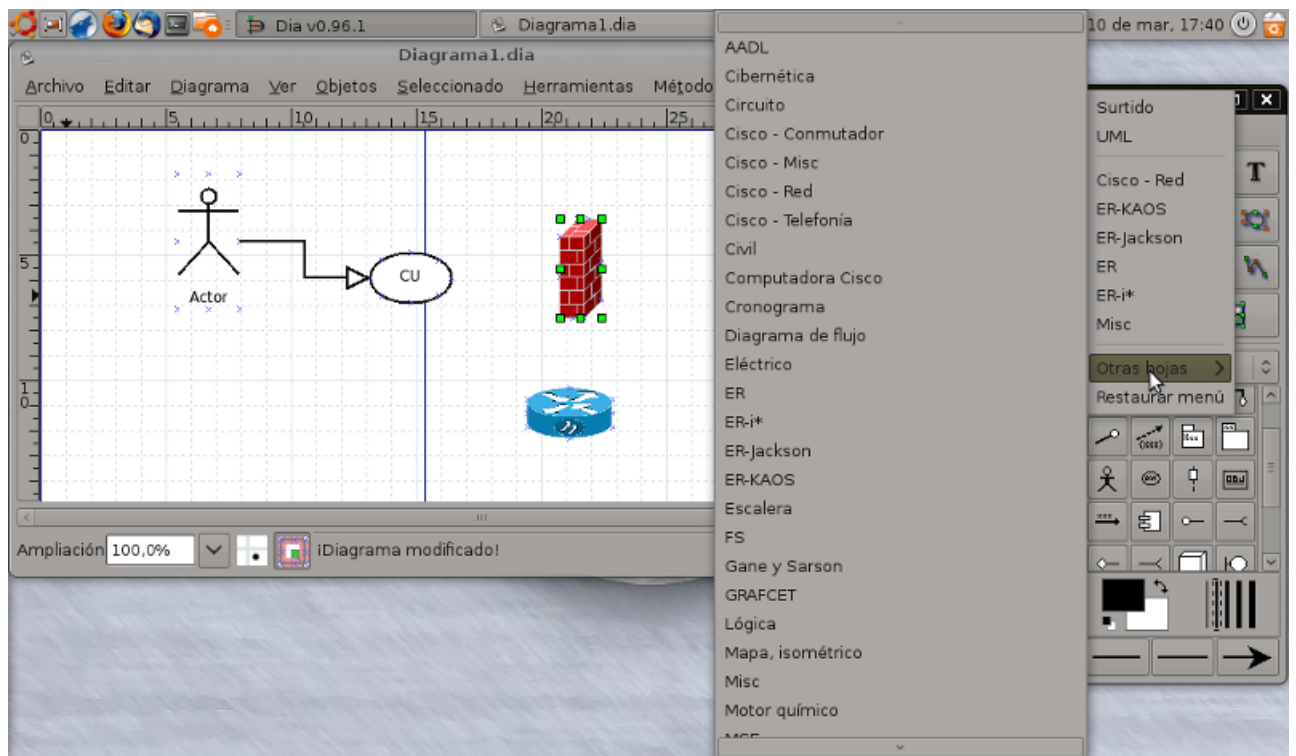 Dia v0.96.1
Diagrama1.dia
10 de mar, 17:40
Diagrama1.dia
Archivo Editar Diagrama Ver Objetos Seleccionado Herramientas Método
0 5 10 15 20 25
0
5
10
Actor
CU
Ampliación 100,0% ¡Diagrama modificado!
AADL
Cibernética
Circuito
Cisco - Conmutador
Cisco - Misc
Cisco - Red
Cisco - Telefonía
Civil
Computadora Cisco
Cronograma
Diagrama de flujo
Eléctrico
ER
ER-i*
ER-Jackson
ER-KAOS
Escalera
FS
Gane y Sarson
GRAFCET
Lógica
Mapa, isométrico
Misc
Motor químico
Surtido
UML
Cisco - Red
ER-KAOS
ER-Jackson
ER
ER-i*
Misc
Otras hojas
Restaurar menú
T